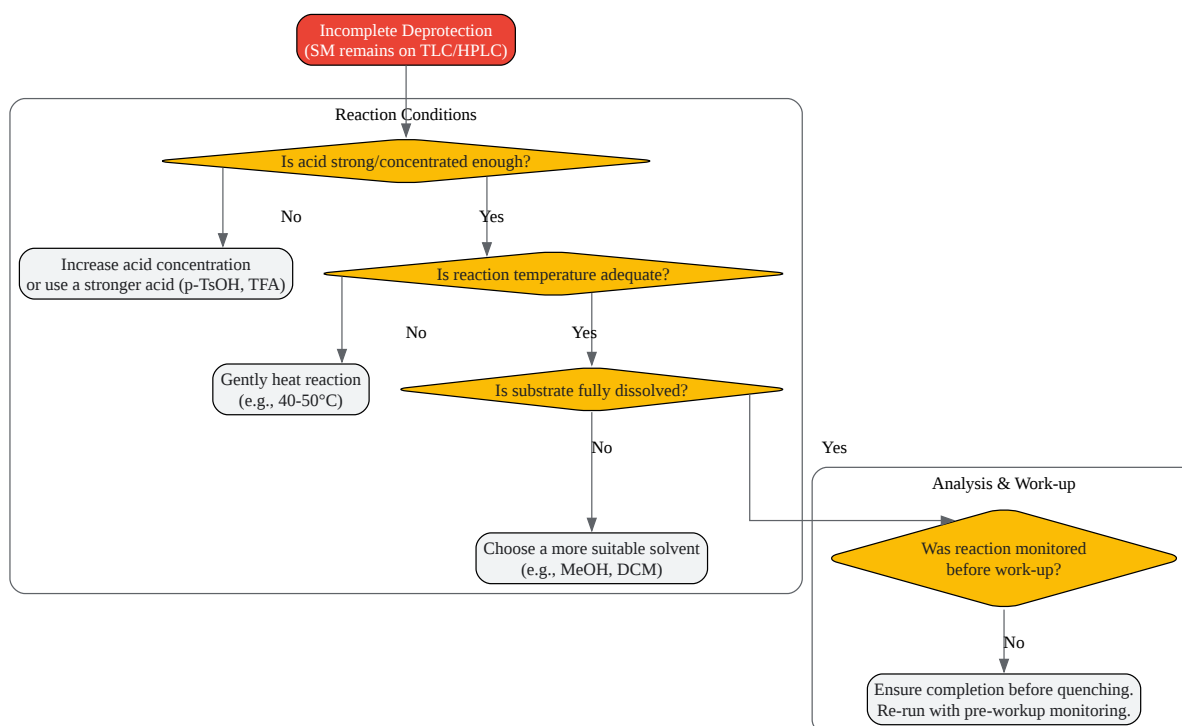 Incomplete Deprotection
(SM remains on TLC/HPLC)
Reaction Conditions
Is acid strong/concentrated enough?
No
Yes
Increase acid concentration
or use a stronger acid (p-TsOH, TFA)
Is reaction temperature adequate?
No
Yes
Gently heat reaction
(e.g., 40-50°C)
Is substrate fully dissolved?
No
Yes
Choose a more suitable solvent
(e.g., MeOH, DCM)
Analysis & Work-up
Was reaction monitored
before work-up?
No
Ensure completion before quenching.
Re-run with pre-workup monitoring.